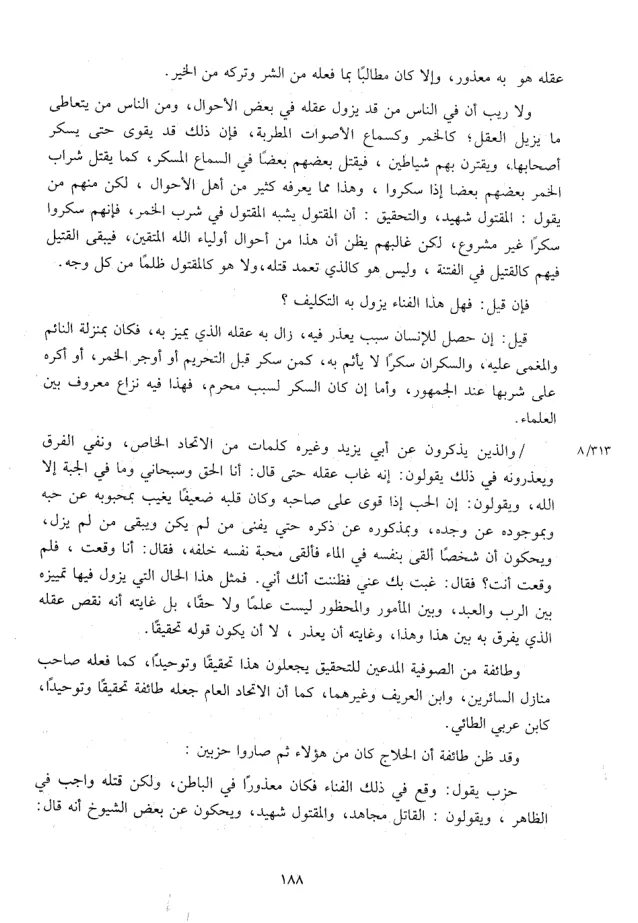 عقله هو به معذور، وإلا كان مطالبًا بما فعله من الشر وتركه من الخير.
ولا ريب أن في الناس من قد يزول عقله في بعض الأحوال، ومن الناس من يتعاطى
ما يزيل العقل؛ كالخمر وكسماع الأصوات المطربة، فإن ذلك قد يقوى حتى يسكر
أصحابها، ويقترن بهم شياطين ، فيقتل بعضهم بعضًا في السماع المسكر، كما يقتل شراب
الخمر بعضهم بعضا إذا سكروا ، وهذا مما يعرفه كثير من أهل الأحوال ، لكن منهم من
يقول : المقتول شهيد، والتحقيق : أن المقتول يشبه المقتول في شرب الخمر، فإنهم سكروا
سكرًا غير مشروع، لكن غالبهم يظن أن هذا من أحوال أولياء الله المتقين، فيبقى القتيل
فيهم كالقتيل في الفتنة ، وليس هو كالذي تعمد قتله،ولا هو كالمقتول ظلمًا من كل وجه.
فإن قيل: فهل هذا الفناء يزول به التكليف ؟
قيل: إن حصل للإنسان سبب يعذر فيه، زال به عقله الذي يميز به، فكان بمنزلة النائم
والمغمى عليه، والسكران سكرًا لا يأثم به، كمن سكر قبل التحريم أو أوجر الخمر، أو أكره
على شربها عند الجمهور، وأما إن كان السكر لسبب محرم، فهذا فيه نزاع معروف بين
العلماء.
٨/٣١٣ / والذين يذكرون عن أبي يزيد وغيره كلمات من الاتحاد الخاص، ونفي الفرق
ويعذرونه في ذلك يقولون: إنه غاب عقله حتى قال: أنا الحق وسبحاني وما في الجبة إلا
الله، ويقولون: إن الحب إذا قوى على صاحبه وكان قلبه ضعيفًا يغيب بمحبوبه عن حبه
وبموجوده عن وجده، وبمذكوره عن ذكره حتي يفنى من لم يكن ويبقى من لم يزل،
ويحكون أن شخصًا ألقى بنفسه في الماء فألقى محبة نفسه خلفه، فقال: أنا وقعت ، فلم
وقعت أنت؟ فقال: غبت بك عني فظننت أنك أني. فمثل هذا الحال التي يزول فيها تمييزه
بين الرب والعبد، وبين المأمور والمحظور ليست علمًا ولا حقًا، بل غايته أنه نقص عقله
الذي يفرق به بين هذا وهذا، وغايته أن يعذر ، لا أن يكون قوله تحقيقًا.
وطائفة من الصوفية المدعين للتحقيق يجعلون هذا تحقيقًا وتوحيدًا، كما فعله صاحب
منازل السائرين، وابن العريف وغيرهما، كما أن الاتحاد العام جعله طائفة تحقيقًا وتوحيدًا،
كابن عربي الطائي.
وقد ظن طائفة أن الحلاج كان من هؤلاء ثم صاروا حزبين :
حزب يقول: وقع في ذلك الفناء فكان معذورًا في الباطن، ولكن قتله واجب في
الظاهر ، ويقولون : القاتل مجاهد، والمقتول شهيد، ويحكون عن بعض الشيوخ أنه قال:
١٨٨